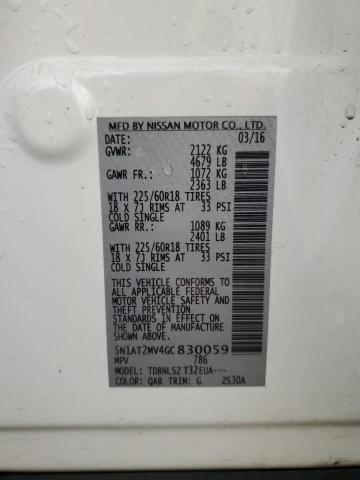 MFD BY NISSAN MOTOR CO., LTD.
DATE: 03/16
GVWR: 2122 KG
4679 LB
GAWR FR.: 1072 KG
2363 LB
WITH 225/60R18 TIRES
18 X 7J RIMS AT 33 PSI
COLD SINGLE
GAWR RR.: 1089 KG
2401 LB
WITH 225/60R18 TIRES
18 X 7J RIMS AT 33 PSI
COLD SINGLE
THIS VEHICLE CONFORMS
TO ALL APPLICABLE FEDERAL
MOTOR VEHICLE SAFETY
AND THEFT PREVENTION
STANDARDS IN EFFECT ON
THE DATE OF MANUFACTURE
SHOWN ABOVE.
5N1AT2MV4GC830059
MPV 786
MODEL: TDBNLSZ T32EUA---
COLOR: QAB TRIM: G ZS30A